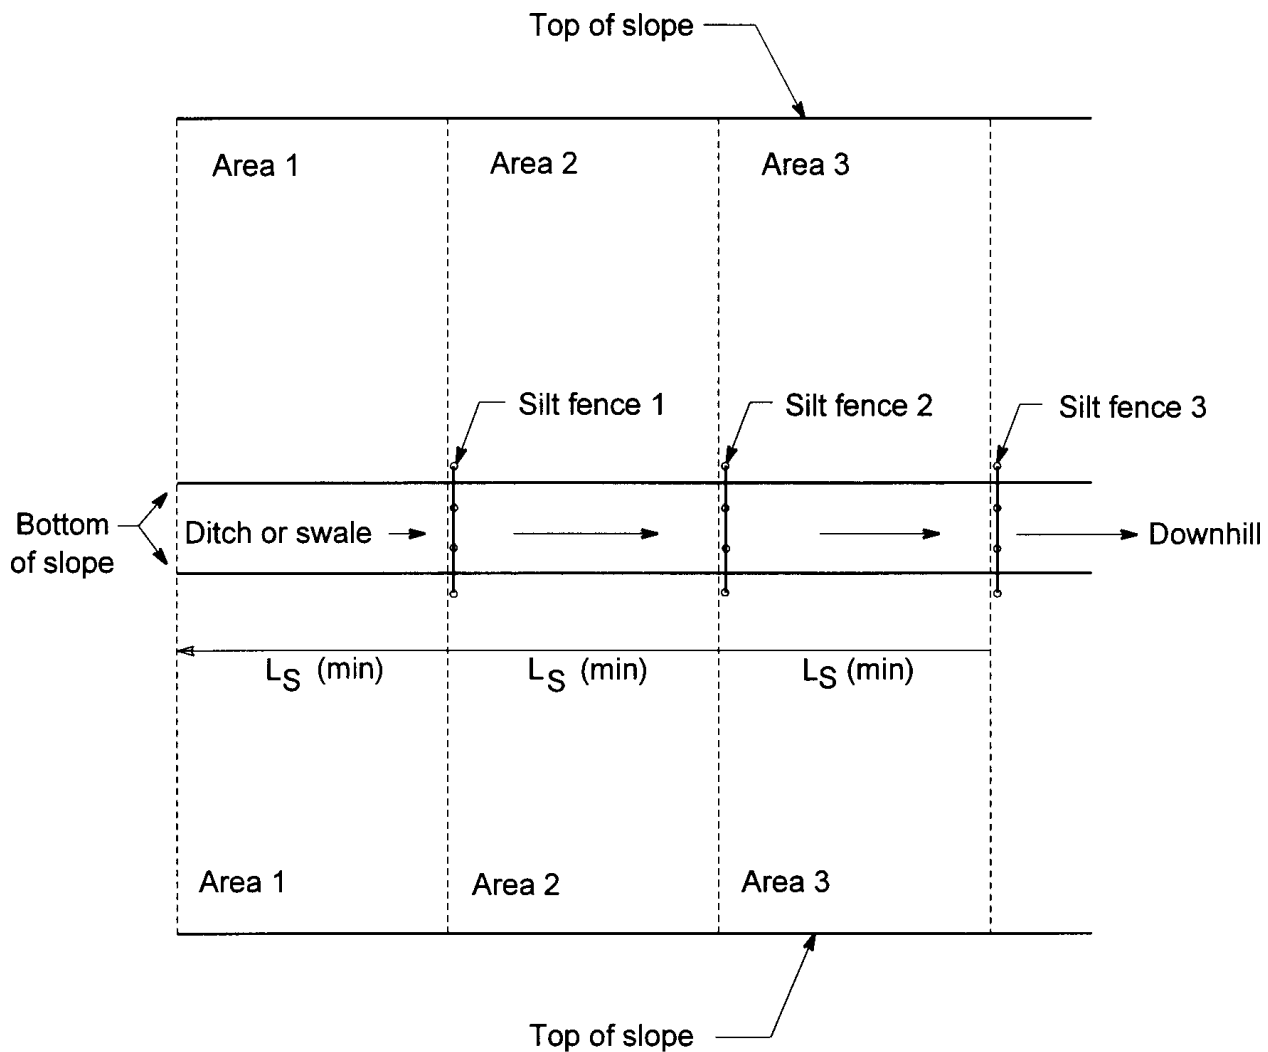 Top of slope
Area 1
Area 2
Area 3
Silt fence 1
Silt fence 2
Silt fence 3
Bottom
of slope
Ditch or swale
Downhill
LS (min)
LS (min)
LS (min)
Area 1
Area 2
Area 3
Top of slope